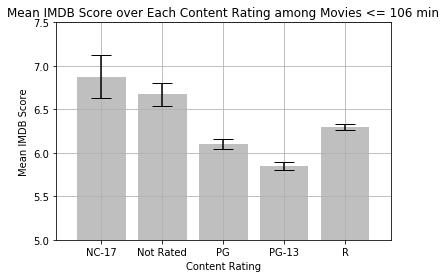 Mean IMDB Score over Each Content Rating among Movies <= 106 min
7.5
7.0
6.5
6.0
5.5
5.0
Mean IMDB Score
NC-17 Not Rated PG PG-13 R
Content Rating